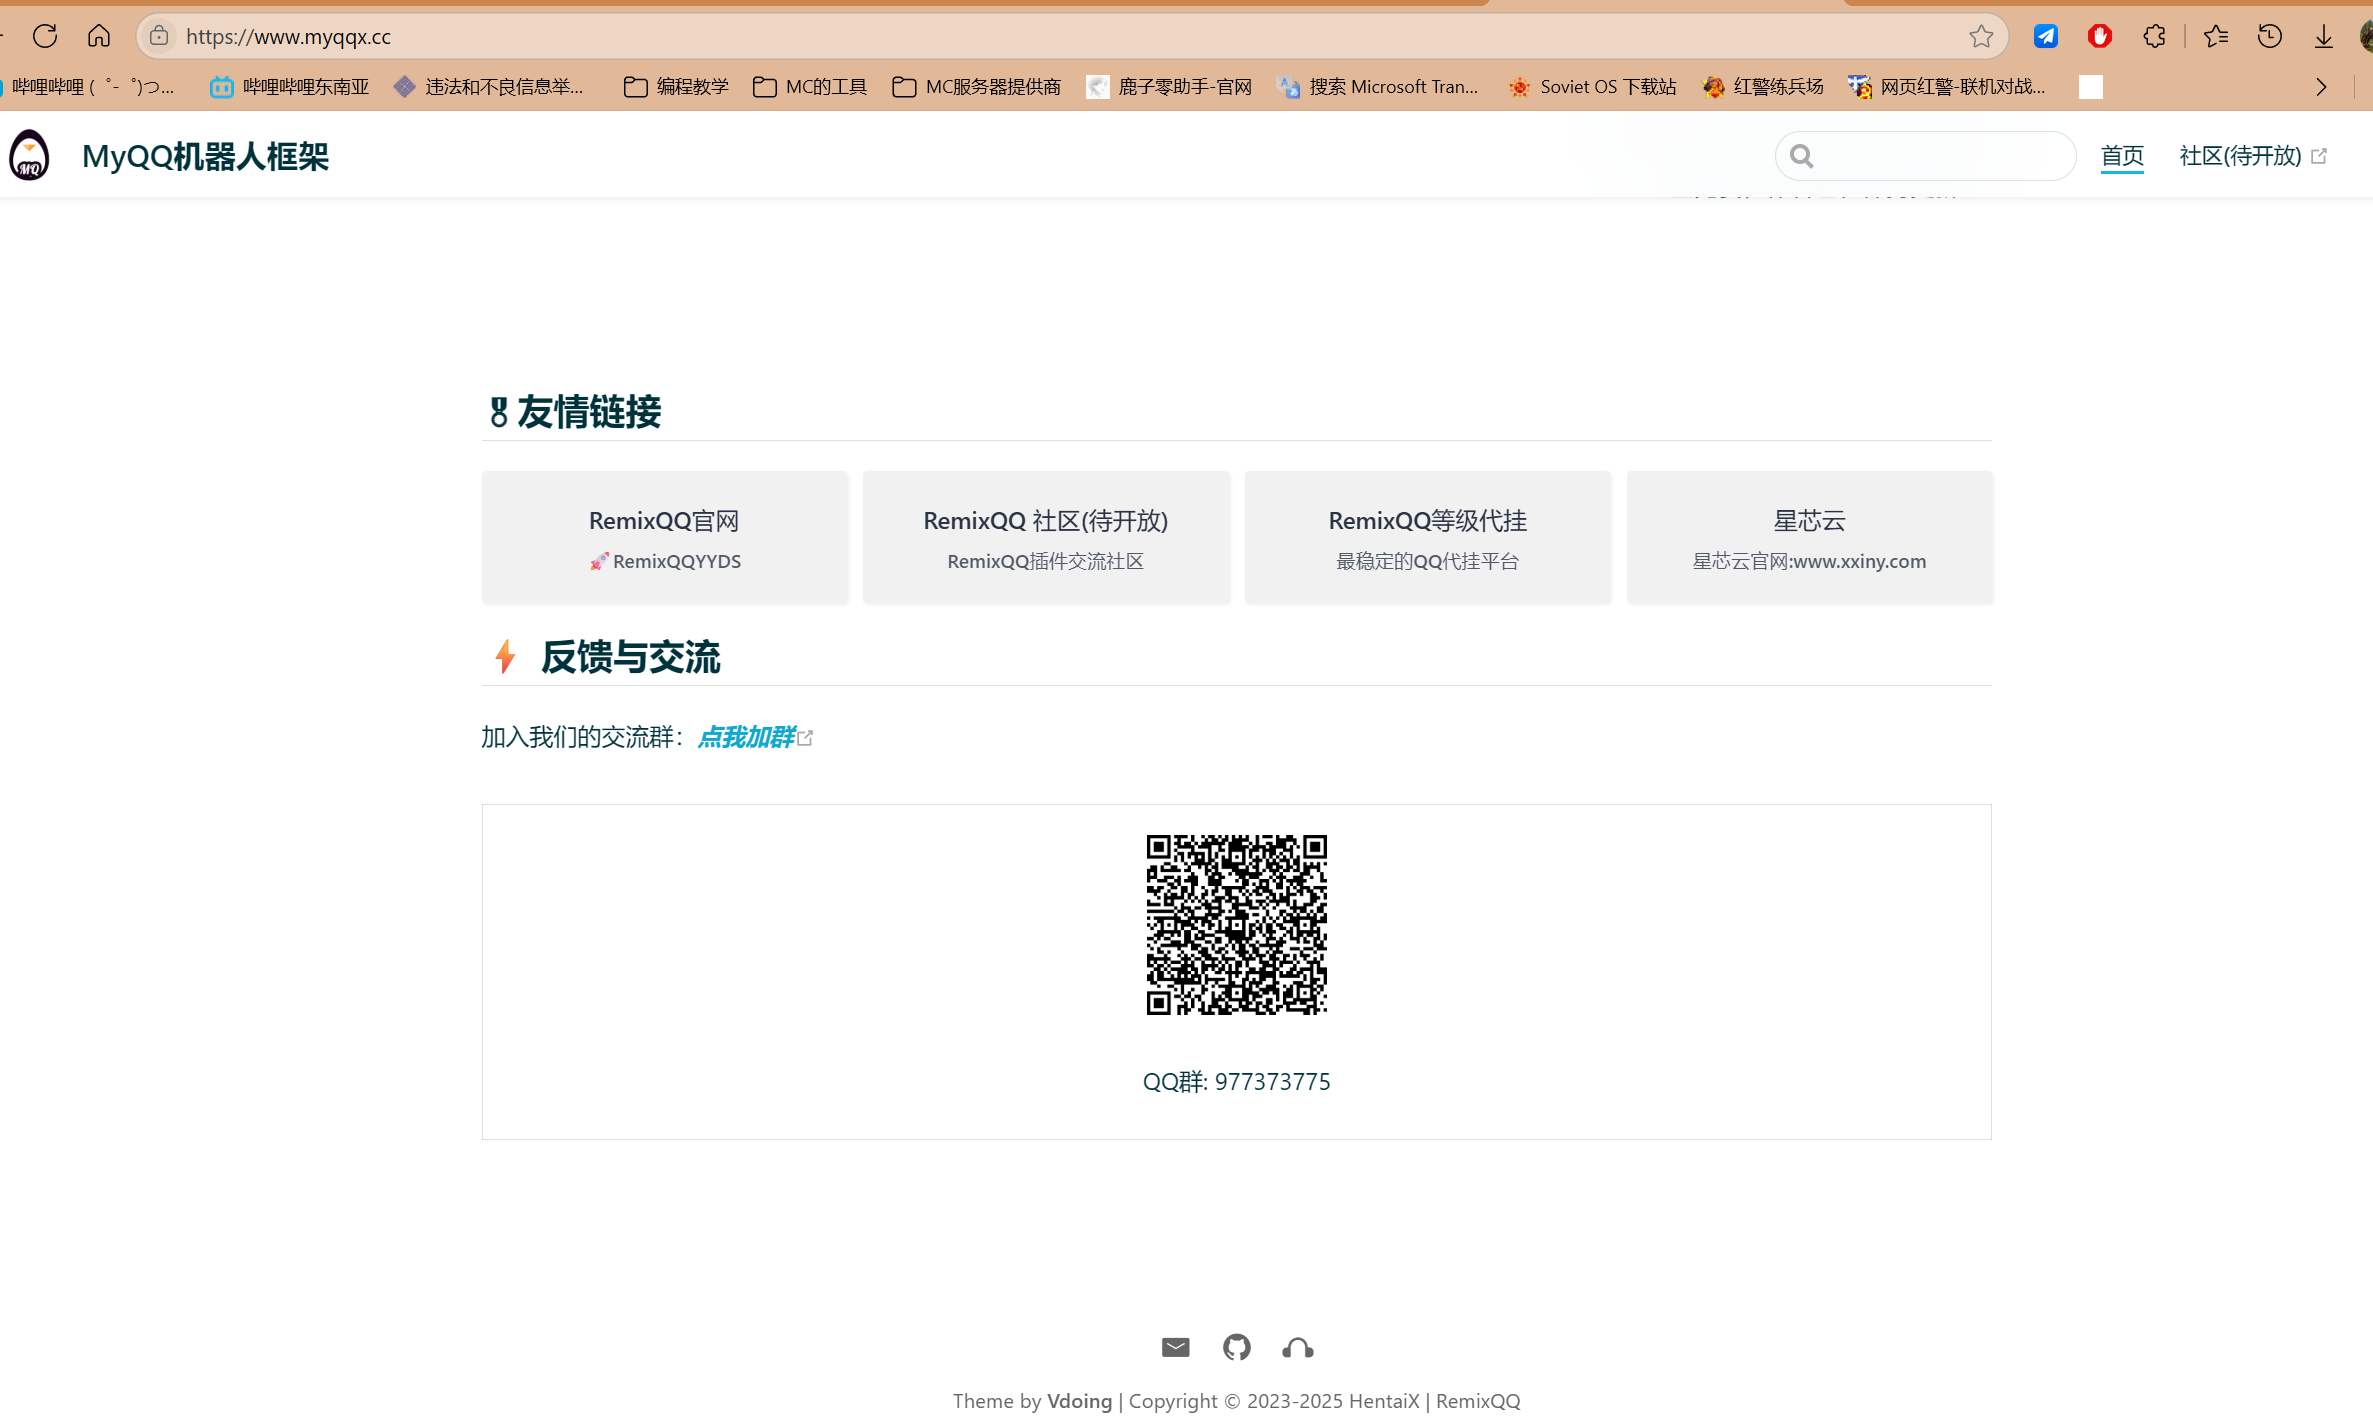 https://www.myqqx.cc
哔哩哔哩 (゜-゜)つ...
哔哩哔哩东南亚
违法和不良信息举...
编程教学
MC的工具
MC服务器提供商
鹿子零助手-官网
搜索 Microsoft Tran...
Soviet OS 下载站
红警练兵场
网页红警-联机对战...
MQ
MyQQ机器人框架
首页
社区(待开放)
🎖友情链接
RemixQQ官网
🚀RemixQQYYDS
RemixQQ 社区(待开放)
RemixQQ插件交流社区
RemixQQ等级代挂
最稳定的QQ代挂平台
星芯云
星芯云官网:www.xxiny.com
⚡ 反馈与交流
加入我们的交流群：点我加群
QQ群: 977373775
Theme by Vdoing | Copyright © 2023-2025 HentaiX | RemixQQ